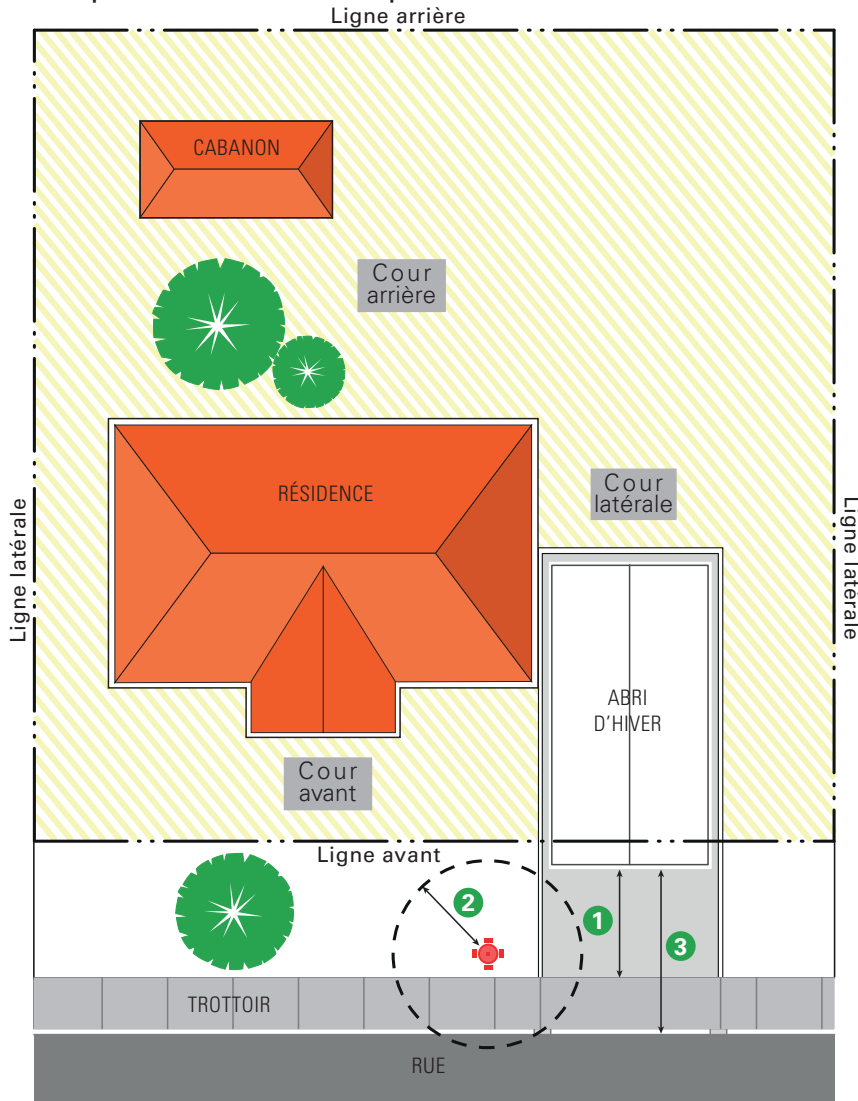 Ligne arrière
CABANON
Cour
arrière
RÉSIDENCE
Cour
latérale
Ligne latérale
Ligne latérale
ABRI
D'HIVER
Cour
avant
Ligne avant
2
1
3
TROTTOIR
RUE